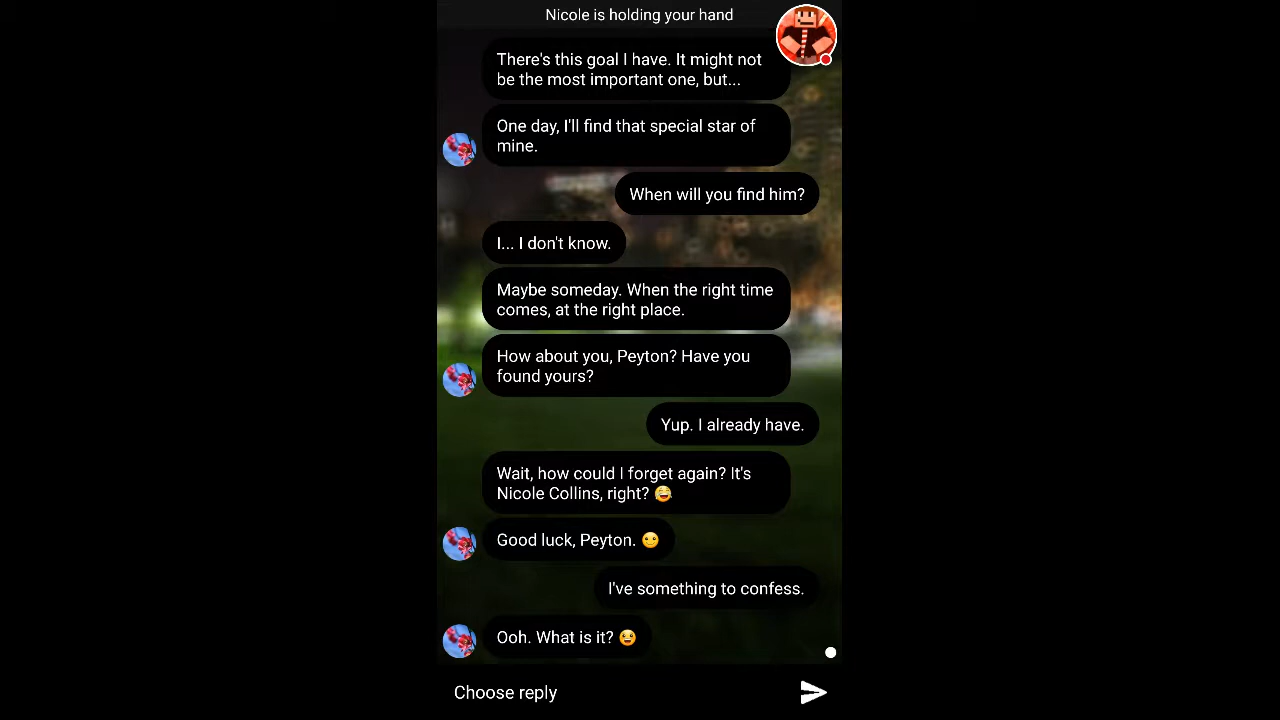 Nicole is holding your hand
There's this goal I have. It might not
be the most important one, but...
One day, I'll find that special star of
mine.
When will you find him?
I... I don't know.
Maybe someday. When the right time
comes, at the right place.
How about you, Peyton? Have you
found yours?
Yup. I already have.
Wait, how could I forget again? It's
Nicole Collins, right? 😂
Good luck, Peyton. 🙂
I've something to confess.
Ooh. What is it? 😀
Choose reply